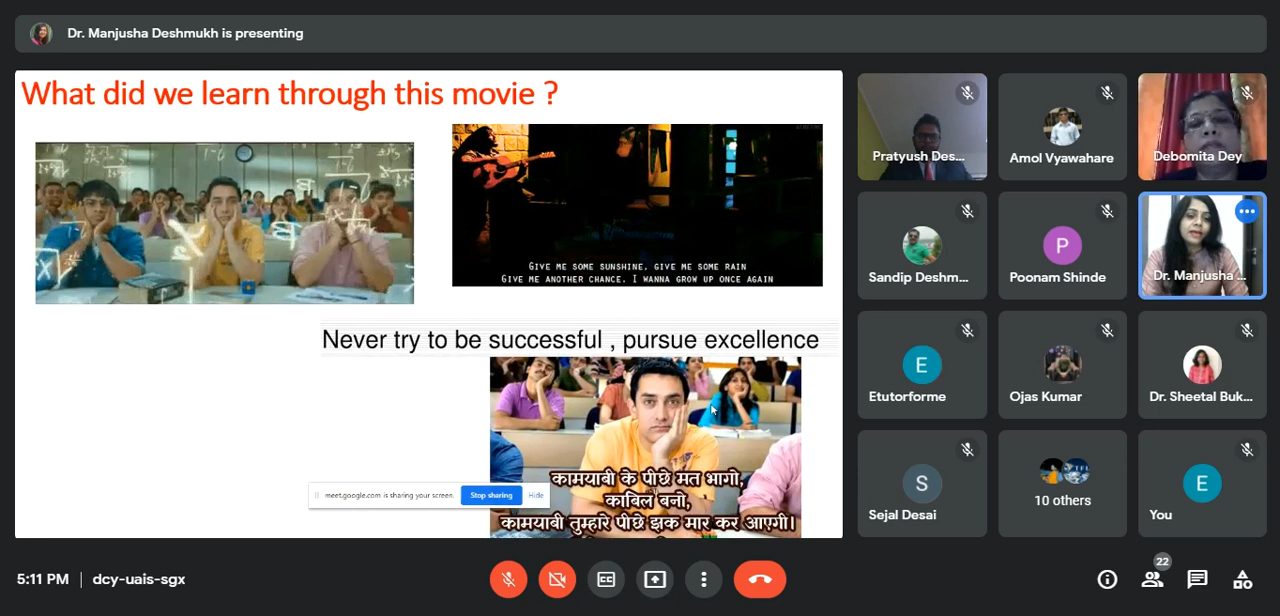 Dr. Manjusha Deshmukh is presenting
What did we learn through this movie ?
GIVE ME SOME SUNSHINE, GIVE ME SOME RAIN
GIVE ME ANOTHER CHANCE, I WANNA GROW UP ONCE AGAIN
Never try to be successful , pursue excellence
कामयाबी के पीछे मत भागो,
काबिल बनो,
कामयाबी तुम्हारे पीछे झक मार कर आएगी।
meet.google.com is sharing your screen.
Stop sharing
Hide
Pratyush Des...
Amol Vyawahare
Debomita Dey
Sandip Deshm...
P
Poonam Shinde
Dr. Manjusha ...
E
Etutorforme
Ojas Kumar
Dr. Sheetal Buk...
S
Sejal Desai
10 others
E
You
5:11 PM | dcy-uais-sgx
CC
22